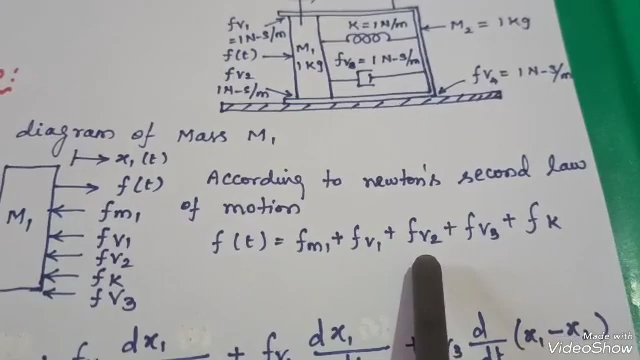 fv₁
=1N-s/m
f(t)
fv₂
1N-s/m
M₁
1Kg
K=1N/m
fv₃=1N-s/m
M₂=1kg
fv₄=1N-s/m
diagram of Mass M₁
x₁(t)
f(t)
M₁
fm₁
fv₁
fv₂
fK
fv₃
According to newton's second law
of motion
f(t) = fm₁ + fv₁ + fv₂ + fv₃ + fK
dx₁
+ fv₁ dx₁
d
dt
Made with
VideoShow